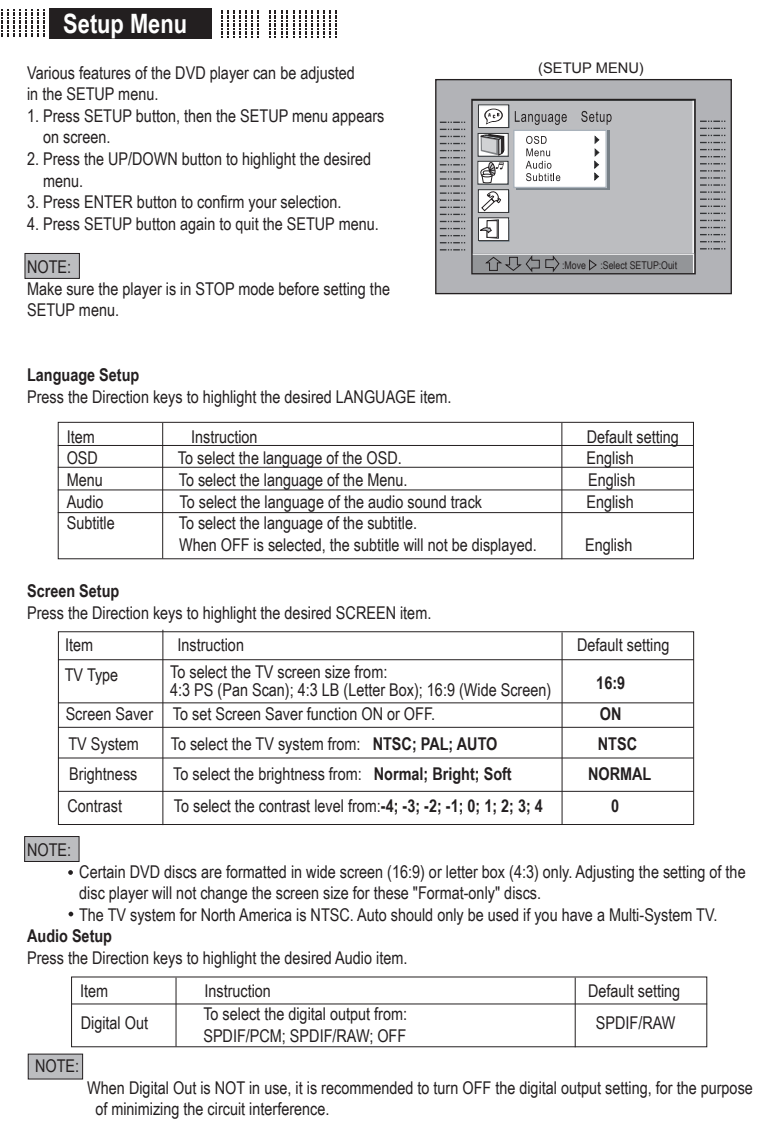 Setup Menu
Various features of the DVD player can be adjusted
in the SETUP menu.
1. Press SETUP button, then the SETUP menu appears
on screen.
2. Press the UP/DOWN button to highlight the desired
menu.
3. Press ENTER button to confirm your selection.
4. Press SETUP button again to quit the SETUP menu.
NOTE:
Make sure the player is in STOP mode before setting the
SETUP menu.
(SETUP MENU)
Language Setup
OSD
Menu
Audio
Subtitle
:Move :Select SETUP:Quit
Language Setup
Press the Direction keys to highlight the desired LANGUAGE item.
Item Instruction Default setting
OSD To select the language of the OSD. English
Menu To select the language of the Menu. English
Audio To select the language of the audio sound track English
Subtitle To select the language of the subtitle.
When OFF is selected, the subtitle will not be displayed. English
Screen Setup
Press the Direction keys to highlight the desired SCREEN item.
Item Instruction Default setting
TV Type To select the TV screen size from:
4:3 PS (Pan Scan); 4:3 LB (Letter Box); 16:9 (Wide Screen) 16:9
Screen Saver To set Screen Saver function ON or OFF. ON
TV System To select the TV system from: NTSC; PAL; AUTO NTSC
Brightness To select the brightness from: Normal; Bright; Soft NORMAL
Contrast To select the contrast level from:-4; -3; -2; -1; 0; 1; 2; 3; 4 0
NOTE:
• Certain DVD discs are formatted in wide screen (16:9) or letter box (4:3) only. Adjusting the setting of the
disc player will not change the screen size for these "Format-only" discs.
• The TV system for North America is NTSC. Auto should only be used if you have a Multi-System TV.
Audio Setup
Press the Direction keys to highlight the desired Audio item.
Item Instruction Default setting
Digital Out To select the digital output from:
SPDIF/PCM; SPDIF/RAW; OFF SPDIF/RAW
NOTE:
When Digital Out is NOT in use, it is recommended to turn OFF the digital output setting, for the purpose
of minimizing the circuit interference.